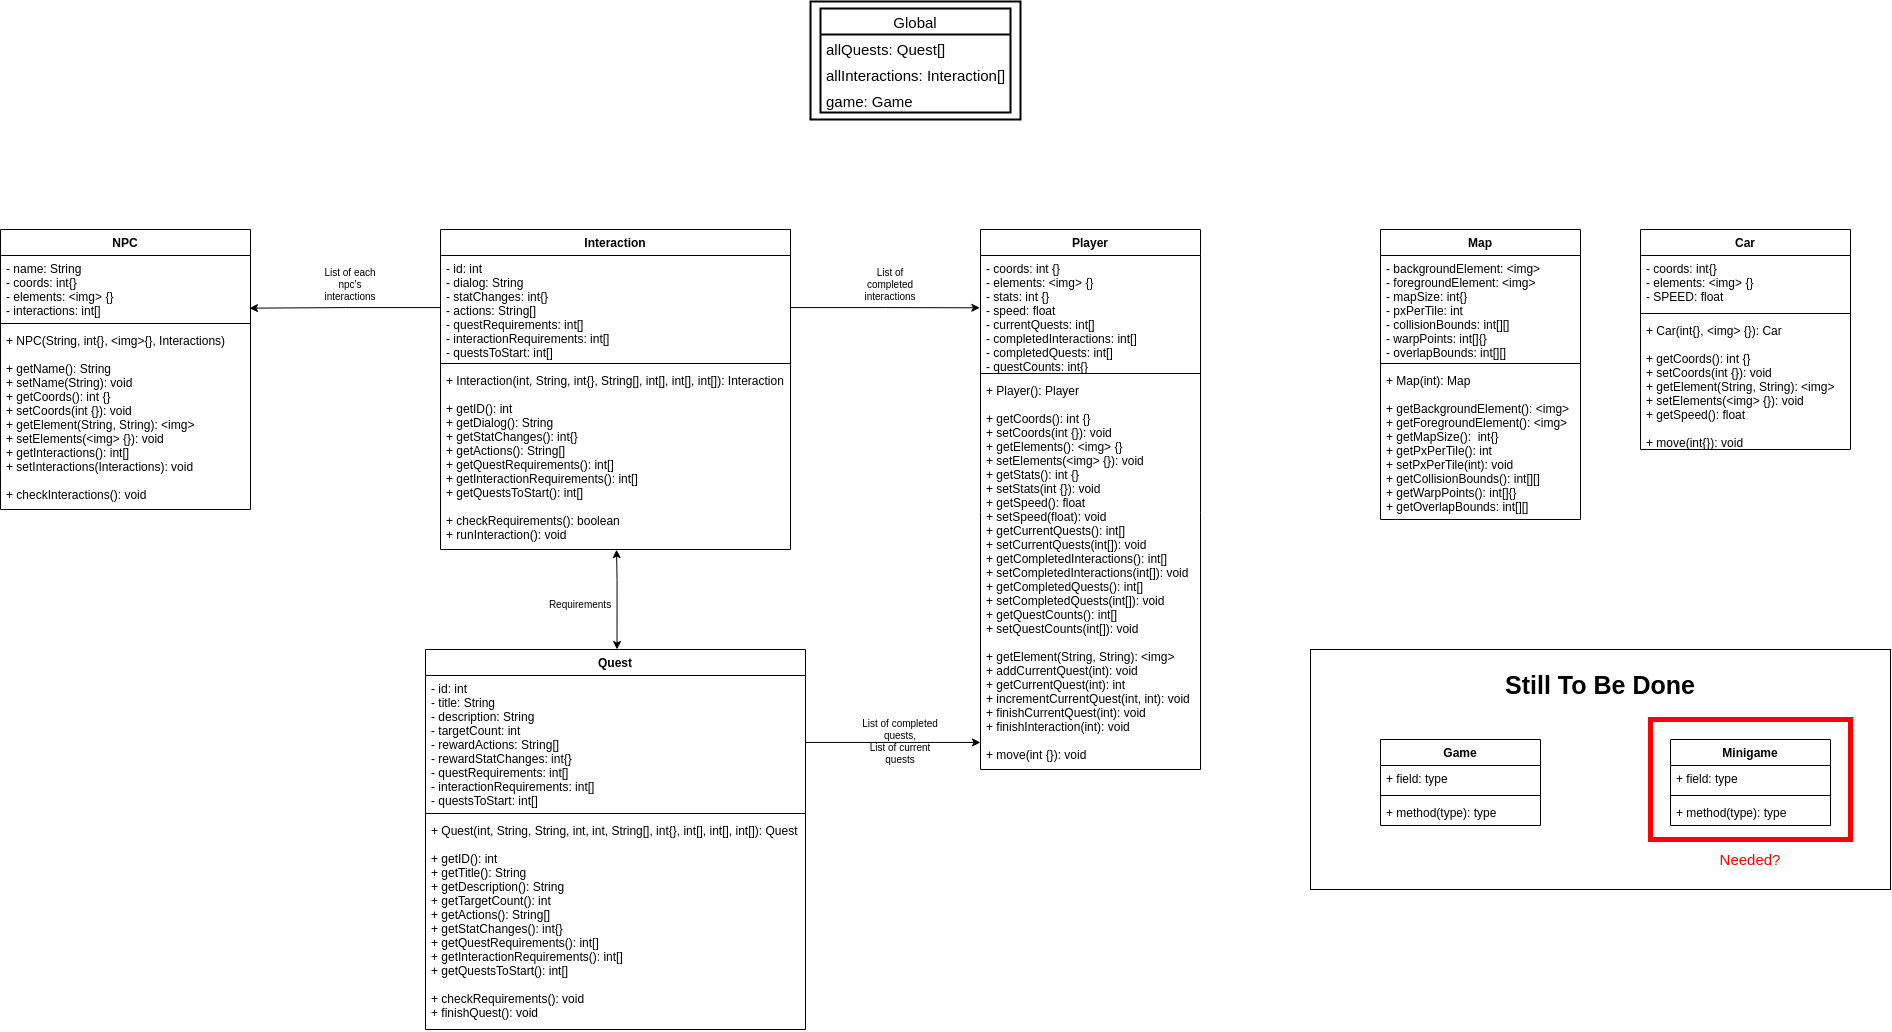 Global
allQuests: Quest[]
allInteractions: Interaction[]
game: Game
NPC
- name: String
- coords: int{}
- elements: <img> {}
- interactions: int[]
+ NPC(String, int{}, <img>{}, Interactions)
+ getName(): String
+ setName(String): void
+ getCoords(): int {}
+ setCoords(int {}): void
+ getElement(String, String): <img>
+ setElements(<img> {}): void
+ getInteractions(): int[]
+ setInteractions(Interactions): void
+ checkInteractions(): void
List of each
npc's
interactions
Interaction
- id: int
- dialog: String
- statChanges: int{}
- actions: String[]
- questRequirements: int[]
- interactionRequirements: int[]
- questsToStart: int[]
+ Interaction(int, String, int{}, String[], int[], int[], int[]): Interaction
+ getID(): int
+ getDialog(): String
+ getStatChanges(): int{}
+ getActions(): String[]
+ getQuestRequirements(): int[]
+ getInteractionRequirements(): int[]
+ getQuestsToStart(): int[]
+ checkRequirements(): boolean
+ runInteraction(): void
List of
completed
interactions
Player
- coords: int {}
- elements: <img> {}
- stats: int {}
- speed: float
- currentQuests: int[]
- completedInteractions: int[]
- completedQuests: int[]
- questCounts: int{}
+ Player(): Player
+ getCoords(): int {}
+ setCoords(int {}): void
+ getElements(): <img> {}
+ setElements(<img> {}): void
+ getStats(): int {}
+ setStats(int {}): void
+ getSpeed(): float
+ setSpeed(float): void
+ getCurrentQuests(): int[]
+ setCurrentQuests(int[]): void
+ getCompletedInteractions(): int[]
+ setCompletedInteractions(int[]): void
+ getCompletedQuests(): int[]
+ setCompletedQuests(int[]): void
+ getQuestCounts(): int[]
+ setQuestCounts(int[]): void
+ getElement(String, String): <img>
+ addCurrentQuest(int): void
+ getCurrentQuest(int): int
+ incrementCurrentQuest(int, int): void
+ finishCurrentQuest(int): void
+ finishInteraction(int): void
+ move(int {}): void
Map
- backgroundElement: <img>
- foregroundElement: <img>
- mapSize: int{}
- pxPerTile: int
- collisionBounds: int[][]
- warpPoints: int[]{}
- overlapBounds: int[][]
+ Map(int): Map
+ getBackgroundElement(): <img>
+ getForegroundElement(): <img>
+ getMapSize():  int{}
+ getPxPerTile(): int
+ setPxPerTile(int): void
+ getCollisionBounds(): int[][]
+ getWarpPoints(): int[]{}
+ getOverlapBounds: int[][]
Car
- coords: int{}
- elements: <img> {}
- SPEED: float
+ Car(int{}, <img> {}): Car
+ getCoords(): int {}
+ setCoords(int {}): void
+ getElement(String, String): <img>
+ setElements(<img> {}): void
+ getSpeed(): float
+ move(int{}): void
Requirements
Quest
- id: int
- title: String
- description: String
- targetCount: int
- rewardActions: String[]
- rewardStatChanges: int{}
- questRequirements: int[]
- interactionRequirements: int[]
- questsToStart: int[]
+ Quest(int, String, String, int, int, String[], int{}, int[], int[], int[]): Quest
+ getID(): int
+ getTitle(): String
+ getDescription(): String
+ getTargetCount(): int
+ getActions(): String[]
+ getStatChanges(): int{}
+ getQuestRequirements(): int[]
+ getInteractionRequirements(): int[]
+ getQuestsToStart(): int[]
+ checkRequirements(): void
+ finishQuest(): void
List of completed
quests,
List of current
quests
Still To Be Done
Game
+ field: type
+ method(type): type
Minigame
+ field: type
+ method(type): type
Needed?